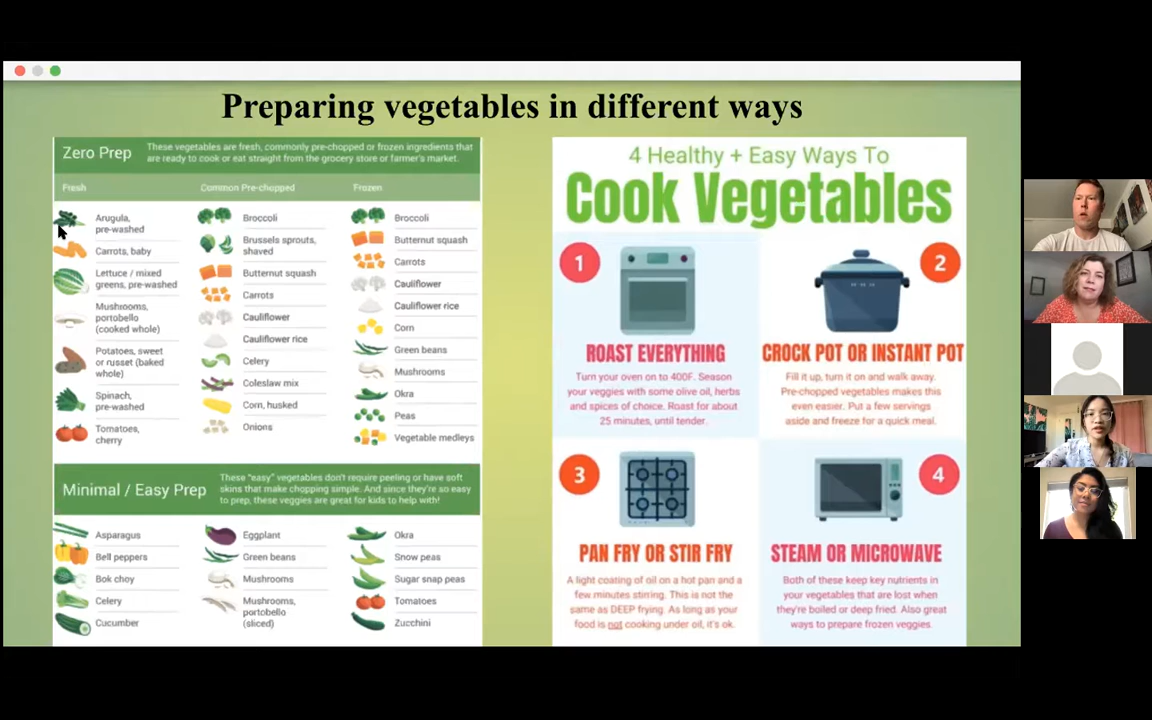 Preparing vegetables in different ways
Zero Prep
These vegetables are fresh, commonly pre-chopped or frozen ingredients that
are ready to cook or eat straight from the grocery store or farmer's market.
Fresh
Common Pre-chopped
Frozen
Arugula,
pre-washed
Carrots, baby
Lettuce / mixed
greens, pre-washed
Mushrooms,
portobello
(cooked whole)
Potatoes, sweet
or russet (baked
whole)
Spinach,
pre-washed
Tomatoes,
cherry
Broccoli
Brussels sprouts,
shaved
Butternut squash
Carrots
Cauliflower
Cauliflower rice
Celery
Coleslaw mix
Corn, husked
Onions
Broccoli
Butternut squash
Carrots
Cauliflower
Cauliflower rice
Corn
Green beans
Mushrooms
Okra
Peas
Vegetable medleys
Minimal / Easy Prep
These "easy" vegetables don't require peeling or have soft
skins that make chopping simple. And since they're so easy
to prep, these veggies are great for kids to help with!
Asparagus
Bell peppers
Bok choy
Celery
Cucumber
Eggplant
Green beans
Mushrooms
Mushrooms,
portobello
(sliced)
Okra
Snow peas
Sugar snap peas
Tomatoes
Zucchini
4 Healthy + Easy Ways To
Cook Vegetables
1
ROAST EVERYTHING
Turn your oven on to 400F. Season
your veggies with some olive oil, herbs
and spices of choice. Roast for about
25 minutes, until tender.
2
CROCK POT OR INSTANT POT
Fill it up, turn it on and walk away.
Pre-chopped vegetables makes this
even easier. Put a few servings
aside and freeze for a quick meal.
3
PAN FRY OR STIR FRY
A light coating of oil on a hot pan and a
few minutes stirring. This is not the
same as DEEP frying. As long as your
food is not cooking under oil, it's ok.
4
STEAM OR MICROWAVE
Both of these keep key nutrients in
your vegetables that are lost when
they're boiled or deep fried. Also great
ways to prepare frozen veggies.